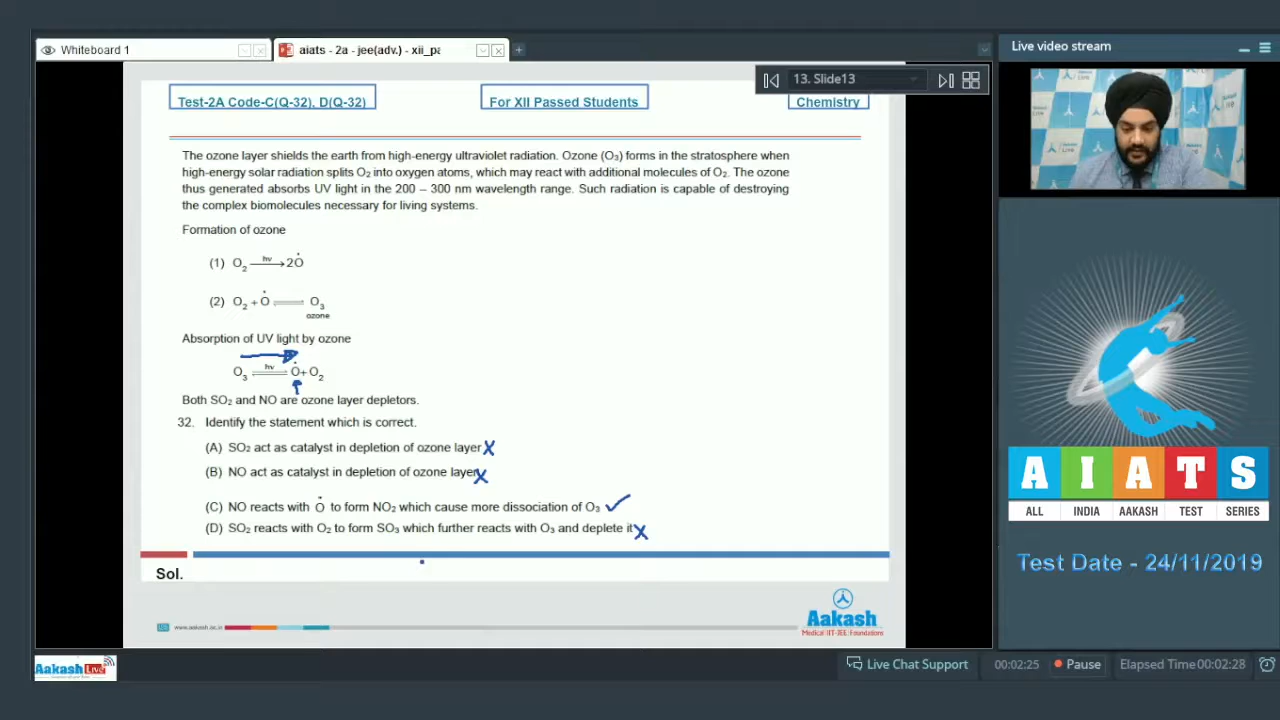 Whiteboard 1
aiats - 2a - jee(adv.) - xii_pa
Live video stream
13. Slide13
Test-2A Code-C(Q-32), D(Q-32)
For XII Passed Students
Chemistry
The ozone layer shields the earth from high-energy ultraviolet radiation. Ozone (O₃) forms in the stratosphere when
high-energy solar radiation splits O₂ into oxygen atoms, which may react with additional molecules of O₂. The ozone
thus generated absorbs UV light in the 200 – 300 nm wavelength range. Such radiation is capable of destroying
the complex biomolecules necessary for living systems.
Formation of ozone
(1) O₂ —hv→ 2Ȯ
(2) O₂ + Ȯ ⇌ O₃
ozone
Absorption of UV light by ozone
O₃ ⇌ hv Ȯ + O₂
Both SO₂ and NO are ozone layer depletors.
32. Identify the statement which is correct.
(A) SO₂ act as catalyst in depletion of ozone layer
(B) NO act as catalyst in depletion of ozone layer
(C) NO reacts with Ȯ to form NO₂ which cause more dissociation of O₃
(D) SO₂ reacts with O₂ to form SO₃ which further reacts with O₃ and deplete it
Sol.
www.aakash.ac.in
Aakash
Medical|IIT-JEE|Foundations
A I A T S
ALL INDIA AAKASH TEST SERIES
Test Date - 24/11/2019
Aakash Live
Live Chat Support
00:02:25
Pause
Elapsed Time 00:02:28